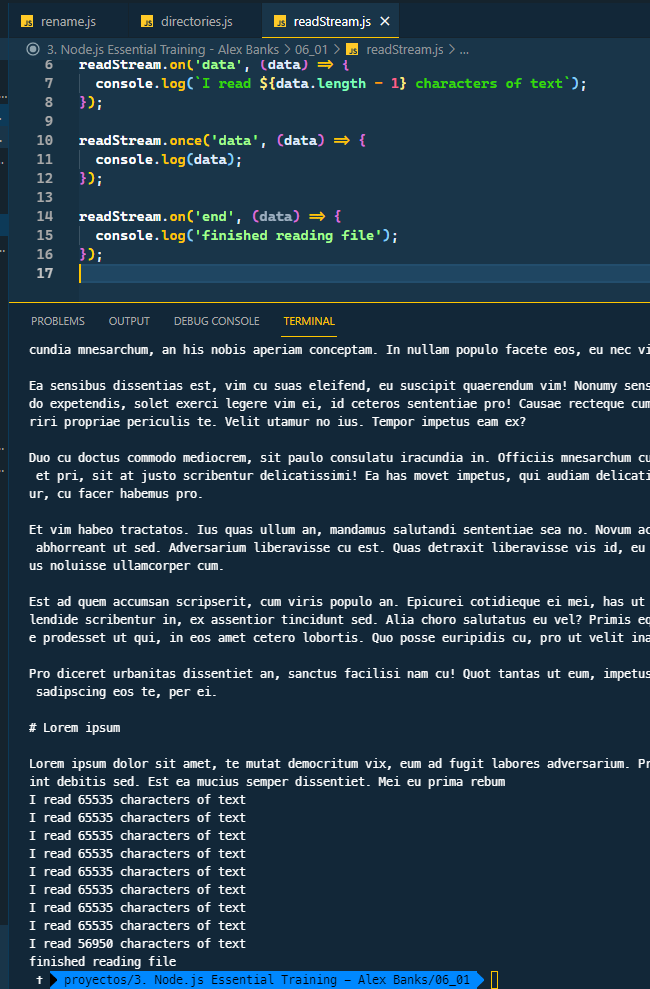 JS rename.js JS directories.js JS readStream.js ×
3. Node.js Essential Training - Alex Banks > 06_01 > JS readStream.js > ...
6 readStream.on('data', (data) => {
7 console.log(`I read ${data.length - 1} characters of text`);
8 });
9
10 readStream.once('data', (data) => {
11 console.log(data);
12 });
13
14 readStream.on('end', (data) => {
15 console.log('finished reading file');
16 });
17
PROBLEMS OUTPUT DEBUG CONSOLE TERMINAL
cundia mnesarchum, an his nobis aperiam conceptam. In nullam populo facete eos, eu nec vi
Ea sensibus dissentias est, vim cu suas eleifend, eu suscipit quaerendum vim! Nonumy sens
do expetendis, solet exerci legere vim ei, id ceteros sententiae pro! Causae recteque cum
riri propriae periculis te. Velit utamur no ius. Tempor impetus eam ex?
Duo cu doctus commodo mediocrem, sit paulo consulatu iracundia in. Officiis mnesarchum cu
et pri, sit at justo scribentur delicatissimi! Ea has movet impetus, qui audiam delicati
ur, cu facer habemus pro.
Et vim habeo tractatos. Ius quas ullum an, mandamus salutandi sententiae sea no. Novum ac
abhorreant ut sed. Adversarium liberavisse cu est. Quas detraxit liberavisse vis id, eu
us noluisse ullamcorper cum.
Est ad quem accumsan scripserit, cum viris populo an. Epicurei cotidieque ei mei, has ut
lendide scribentur in, ex assentior tincidunt sed. Alia choro salutatus eu vel? Primis eq
e prodesset ut qui, in eos amet cetero lobortis. Quo posse euripidis cu, pro ut velit ina
Pro diceret urbanitas dissentiet an, sanctus facilisi nam cu! Quot tantas ut eum, impetus
sadipscing eos te, per ei.
# Lorem ipsum
Lorem ipsum dolor sit amet, te mutat democritum vix, eum ad fugit labores adversarium. Pr
int debitis sed. Est ea mucius semper dissentiet. Mei eu prima rebum
I read 65535 characters of text
I read 65535 characters of text
I read 65535 characters of text
I read 65535 characters of text
I read 65535 characters of text
I read 65535 characters of text
I read 65535 characters of text
I read 65535 characters of text
I read 56950 characters of text
finished reading file
proyectos/3. Node.js Essential Training – Alex Banks/06_01